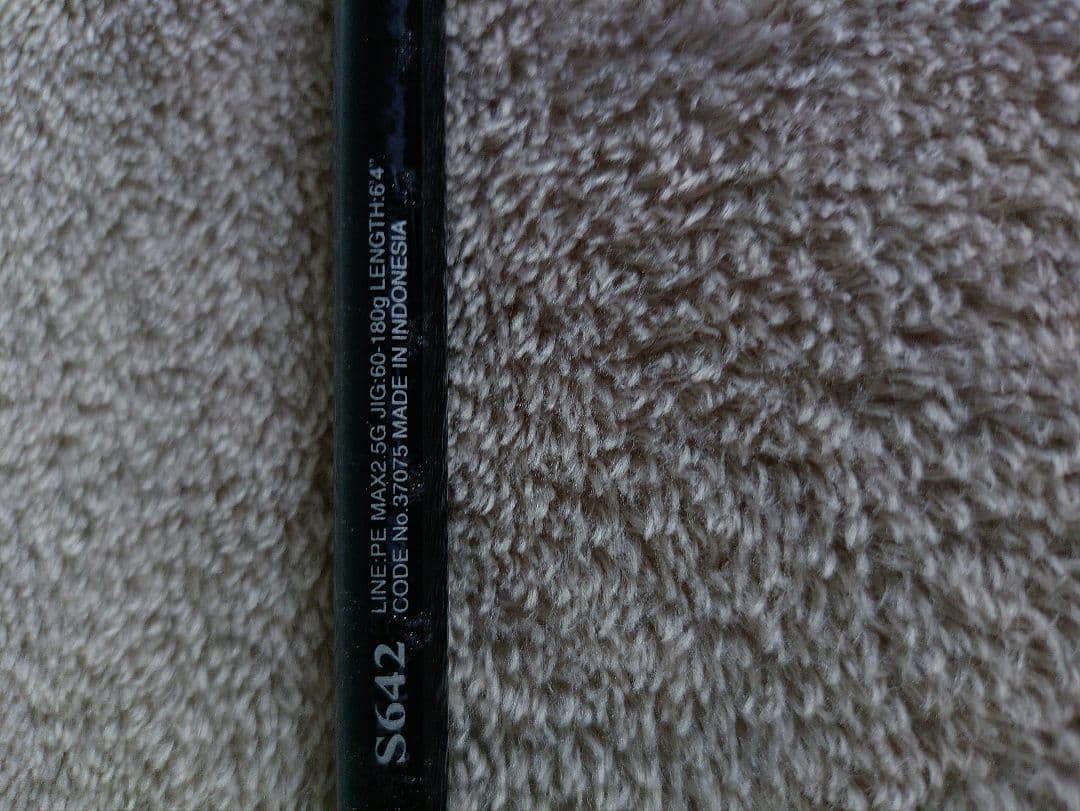 S642
LINE:PE MAX2.5G JIG:60-180g LENGTH:6'4"
CODE No.37075 MADE IN INDONESIA